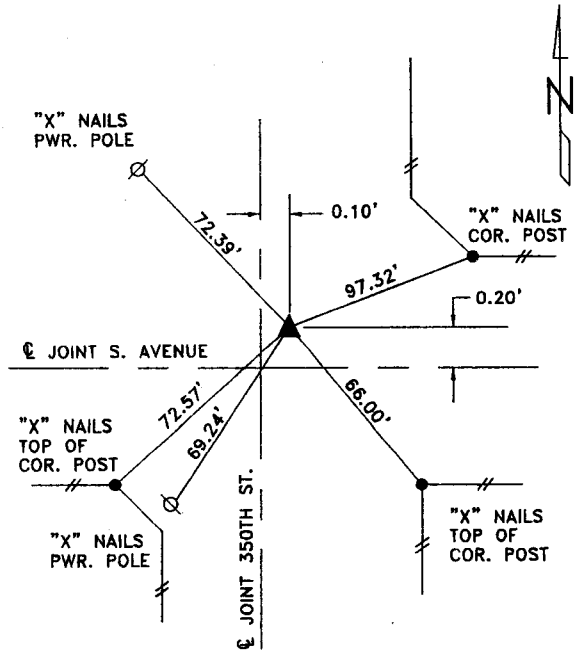 N
"X" NAILS
PWR. POLE
0.10'
72.39'
"X" NAILS
COR. POST
97.32'
0.20'
℄ JOINT S. AVENUE
66.00'
72.57'
69.24'
"X" NAILS
TOP OF
COR. POST
"X" NAILS
TOP OF
COR. POST
"X" NAILS
PWR. POLE
℄ JOINT 350TH ST.